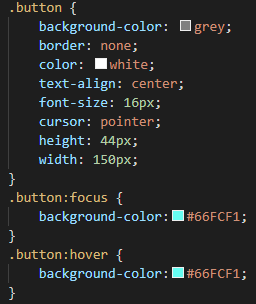 .button {
    background-color: grey;
    border: none;
    color: white;
    text-align: center;
    font-size: 16px;
    cursor: pointer;
    height: 44px;
    width: 150px;
}
.button:focus {
    background-color: #66FCF1;
}
.button:hover {
    background-color: #66FCF1;
}